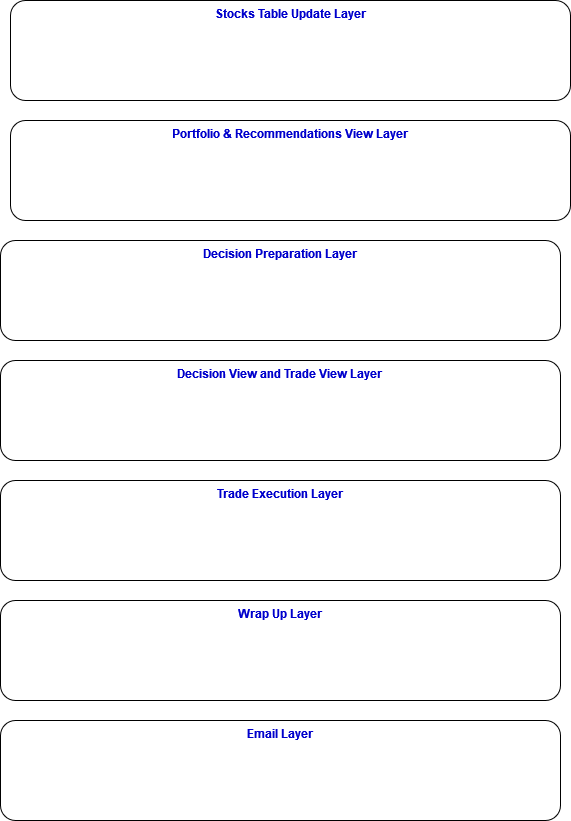 Stocks Table Update Layer
Portfolio & Recommendations View Layer
Decision Preparation Layer
Decision View and Trade View Layer
Trade Execution Layer
Wrap Up Layer
Email Layer